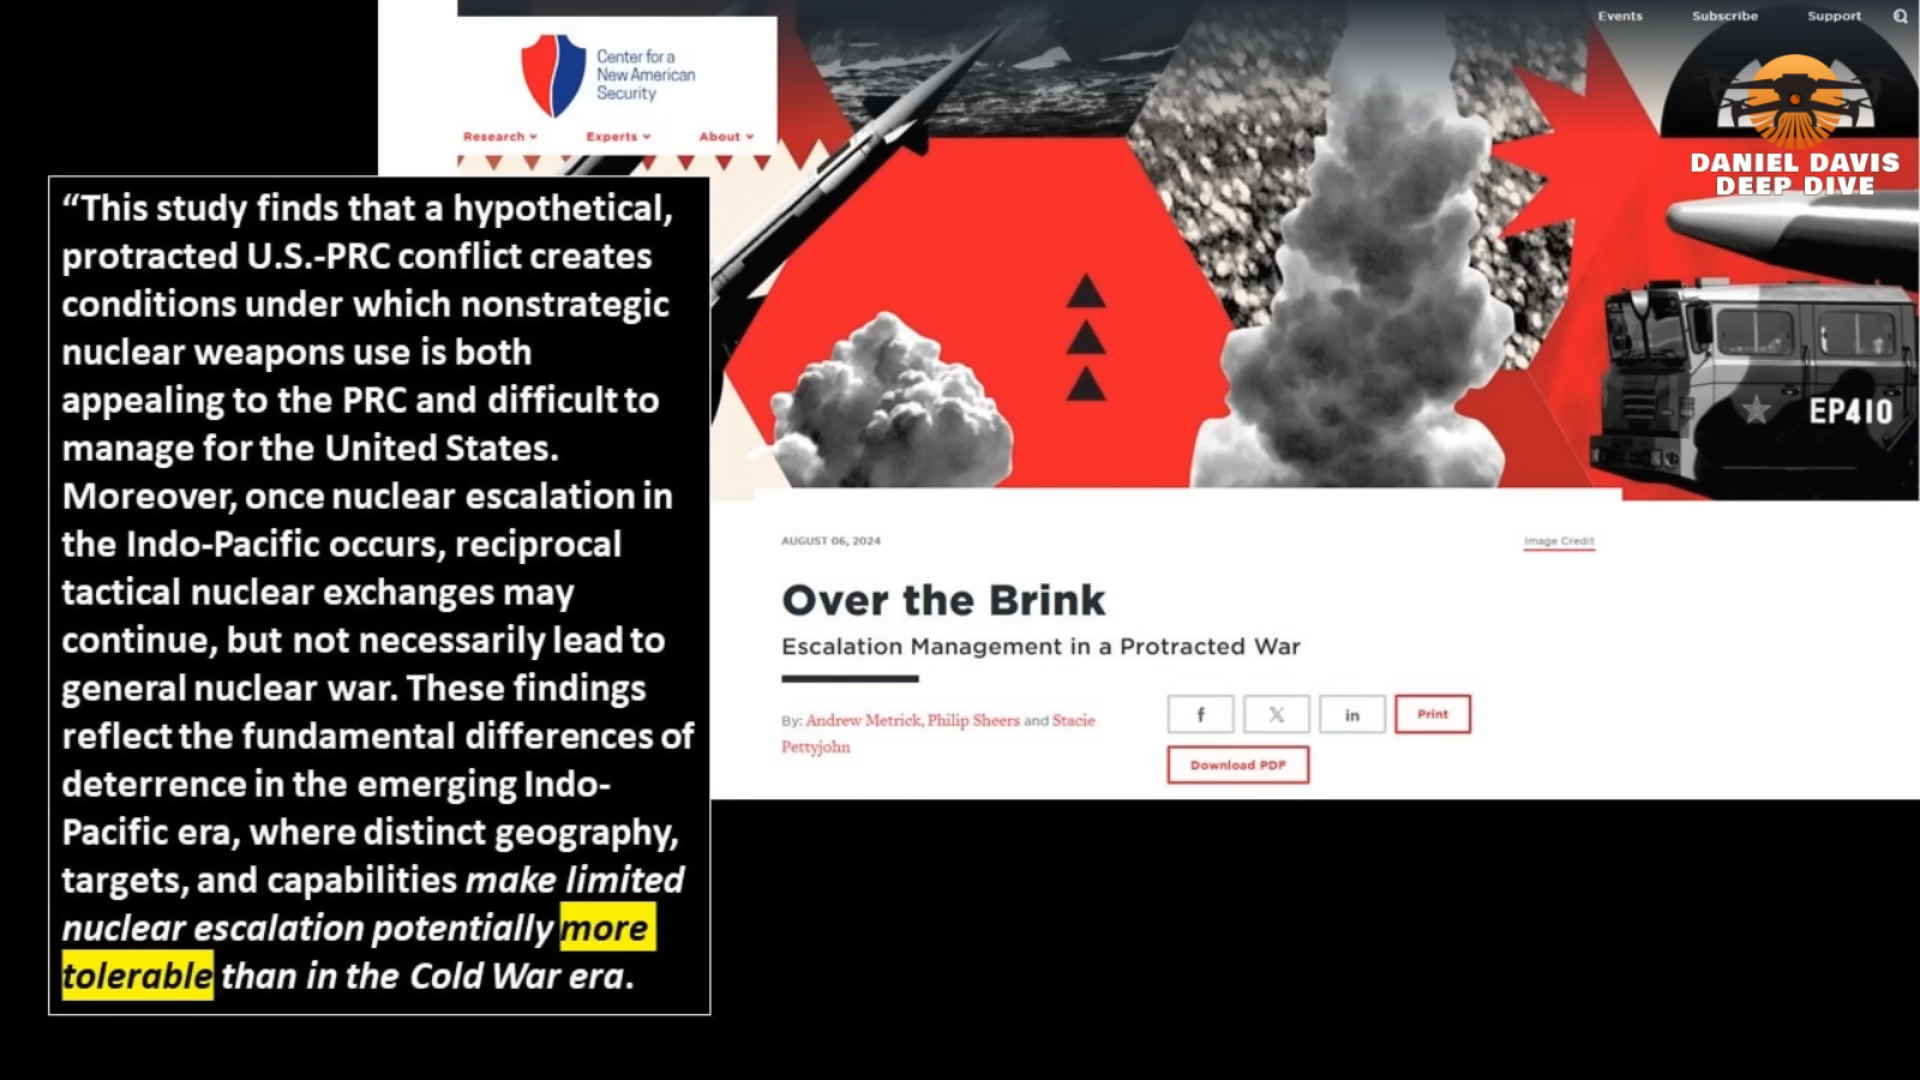 Events Subscribe Support
Center for a
New American
Security
Research Experts About
DANIEL DAVIS
DEEP DIVE
“This study finds that a hypothetical,
protracted U.S.-PRC conflict creates
conditions under which nonstrategic
nuclear weapons use is both
appealing to the PRC and difficult to
manage for the United States.
Moreover, once nuclear escalation in
the Indo-Pacific occurs, reciprocal
tactical nuclear exchanges may
continue, but not necessarily lead to
general nuclear war. These findings
reflect the fundamental differences of
deterrence in the emerging Indo-
Pacific era, where distinct geography,
targets, and capabilities make limited
nuclear escalation potentially more
tolerable than in the Cold War era.
EP410
AUGUST 06, 2024
Image Credit
Over the Brink
Escalation Management in a Protracted War
By: Andrew Metrick, Philip Sheers and Stacie
Pettyjohn
f X in Print
Download PDF